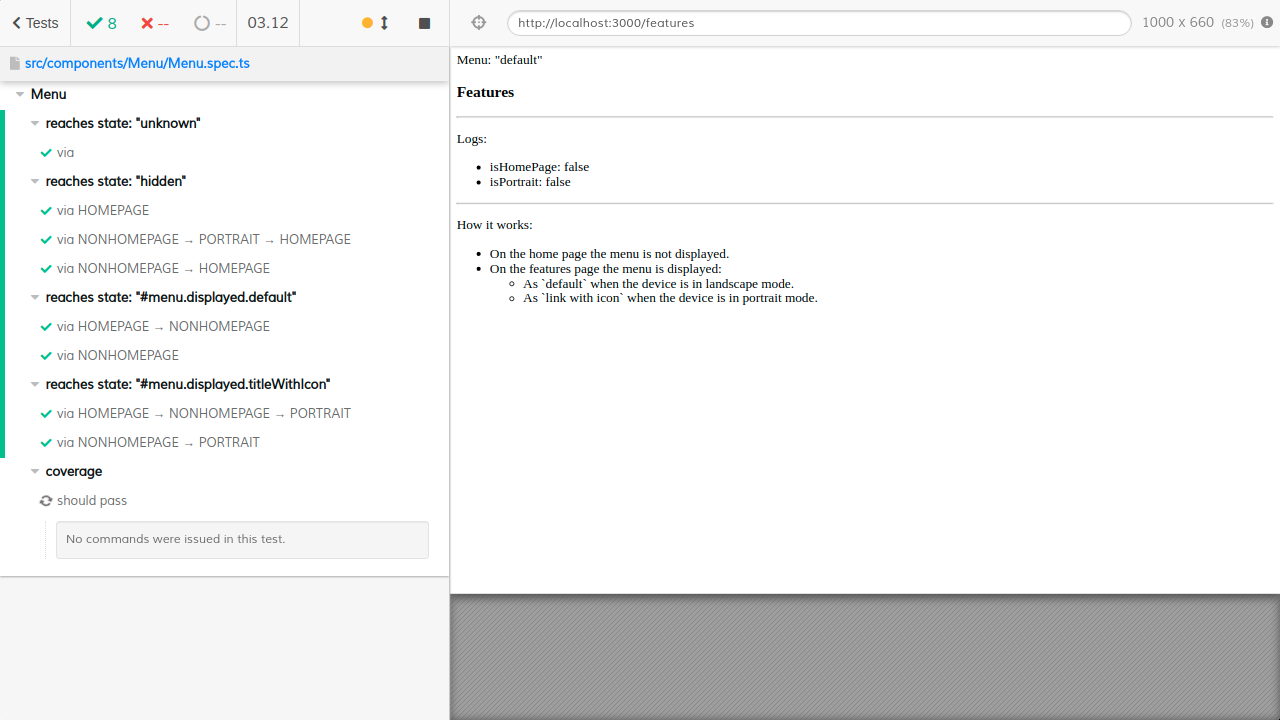 Tests 8 -- -- 03.12
http://localhost:3000/features 1000 x 660 (83%)
src/components/Menu/Menu.spec.ts
Menu
reaches state: "unknown"
via
reaches state: "hidden"
via HOMEPAGE
via NONHOMEPAGE → PORTRAIT → HOMEPAGE
via NONHOMEPAGE → HOMEPAGE
reaches state: "#menu.displayed.default"
via HOMEPAGE → NONHOMEPAGE
via NONHOMEPAGE
reaches state: "#menu.displayed.titleWithIcon"
via HOMEPAGE → NONHOMEPAGE → PORTRAIT
via NONHOMEPAGE → PORTRAIT
coverage
should pass
No commands were issued in this test.
Menu: "default"
Features
Logs:
• isHomePage: false
• isPortrait: false
How it works:
• On the home page the menu is not displayed.
• On the features page the menu is displayed:
◦ As `default` when the device is in landscape mode.
◦ As `link with icon` when the device is in portrait mode.